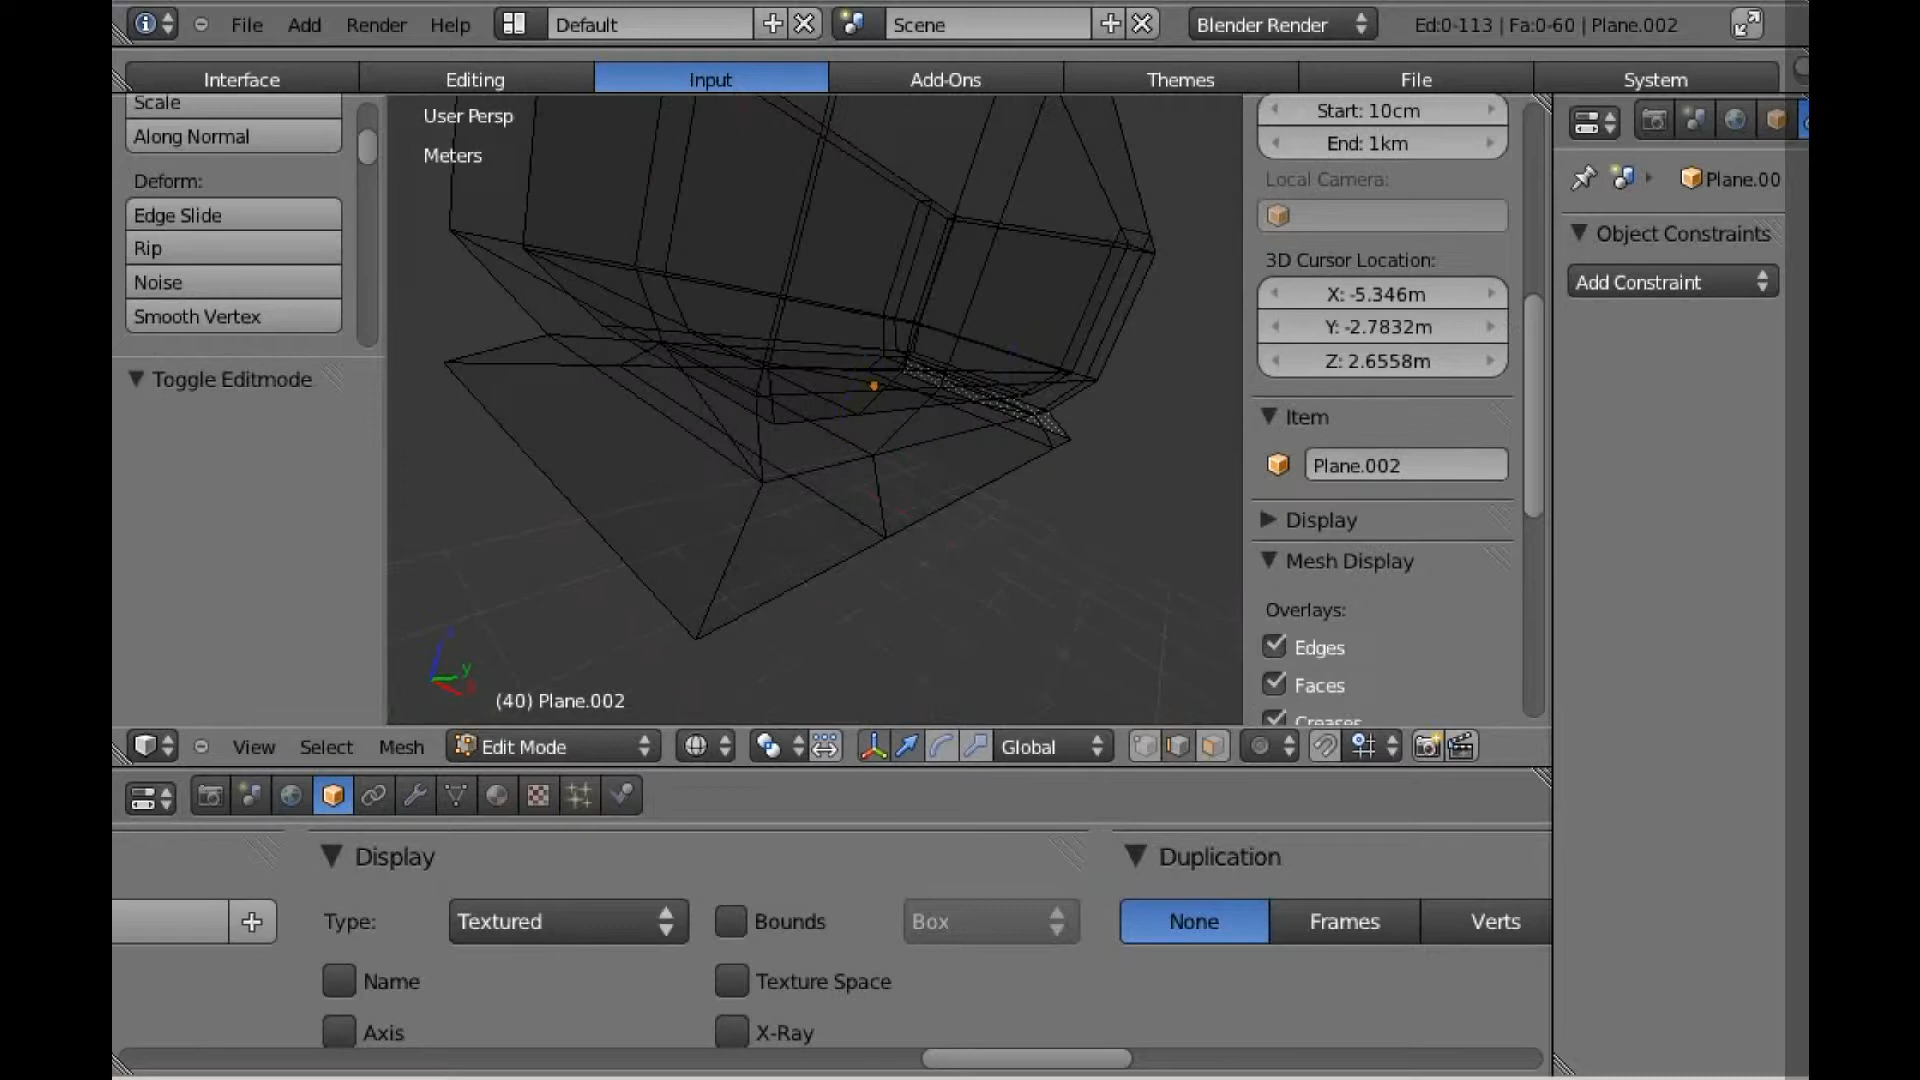 File Add Render Help Default Scene Blender Render Ed:0-113 | Fa:0-60 | Plane.002
Interface Editing Input Add-Ons Themes File System
Scale
Along Normal
Deform:
Edge Slide
Rip
Noise
Smooth Vertex
Toggle Editmode
User Persp
Meters
y
(40) Plane.002
Start: 10cm
End: 1km
Local Camera:
3D Cursor Location:
X: -5.346m
Y: -2.7832m
Z: 2.6558m
Item
Plane.002
Display
Mesh Display
Overlays:
Edges
Faces
Creases
Plane.00
Object Constraints
Add Constraint
View Select Mesh Edit Mode Global
Display
Type: Textured Bounds Box
Name Texture Space
Axis X-Ray
Duplication
None Frames Verts